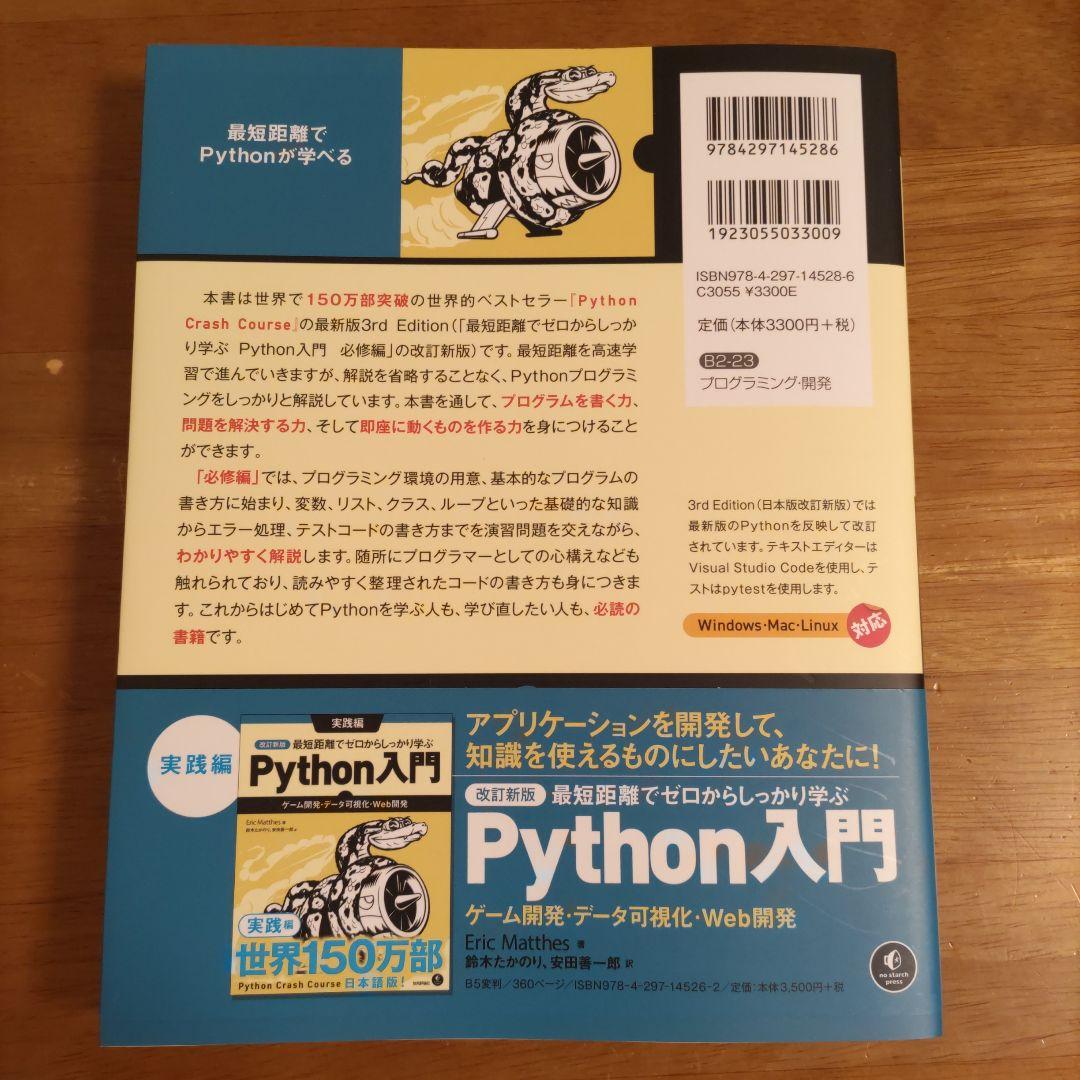 最短距離で
Pythonが学べる
9784297145286
1923055033009
ISBN978-4-297-14528-6
C3055 ¥3300E
定価(本体3300円+税)
B2-23
プログラミング・開発
本書は世界で150万部突破の世界的ベストセラー『Python
Crash Course』の最新版3rd Edition(「最短距離でゼロからしっか
り学ぶ Python入門 必修編」の改訂新版)です。最短距離を高速学
習で進んでいきますが、解説を省略することなく、Pythonプログラミ
ングをしっかりと解説しています。本書を通して、プログラムを書く力、
問題を解決する力、そして即座に動くものを作る力を身につけること
ができます。
「必修編」では、プログラミング環境の用意、基本的なプログラムの
書き方に始まり、変数、リスト、クラス、ループといった基礎的な知識
からエラー処理、テストコードの書き方までを演習問題を交えながら、
わかりやすく解説します。随所にプログラマーとしての心構えなども
触れられており、読みやすく整理されたコードの書き方も身につきま
す。これからはじめてPythonを学ぶ人も、学び直したい人も、必読の
書籍です。
3rd Edition(日本版改訂新版)では
最新版のPythonを反映して改訂
されています。テキストエディターは
Visual Studio Codeを使用し、テ
ストはpytestを使用します。
Windows・Mac・Linux 対応
実践編
実践編
改訂新版 最短距離でゼロからしっかり学ぶ
Python入門
ゲーム開発・データ可視化・Web開発
Eric Matthes 著
鈴木たかのり、安田善一郎 訳
実践編
世界150万部
Python Crash Course 日本語版!
技術評論社
アプリケーションを開発して、
知識を使えるものにしたいあなたに!
改訂新版 最短距離でゼロからしっかり学ぶ
Python入門
ゲーム開発・データ可視化・Web開発
Eric Matthes 著
鈴木たかのり、安田善一郎 訳
B5変判/360ページ/ISBN978-4-297-14526-2/定価:本体3,500円+税
no starch
press